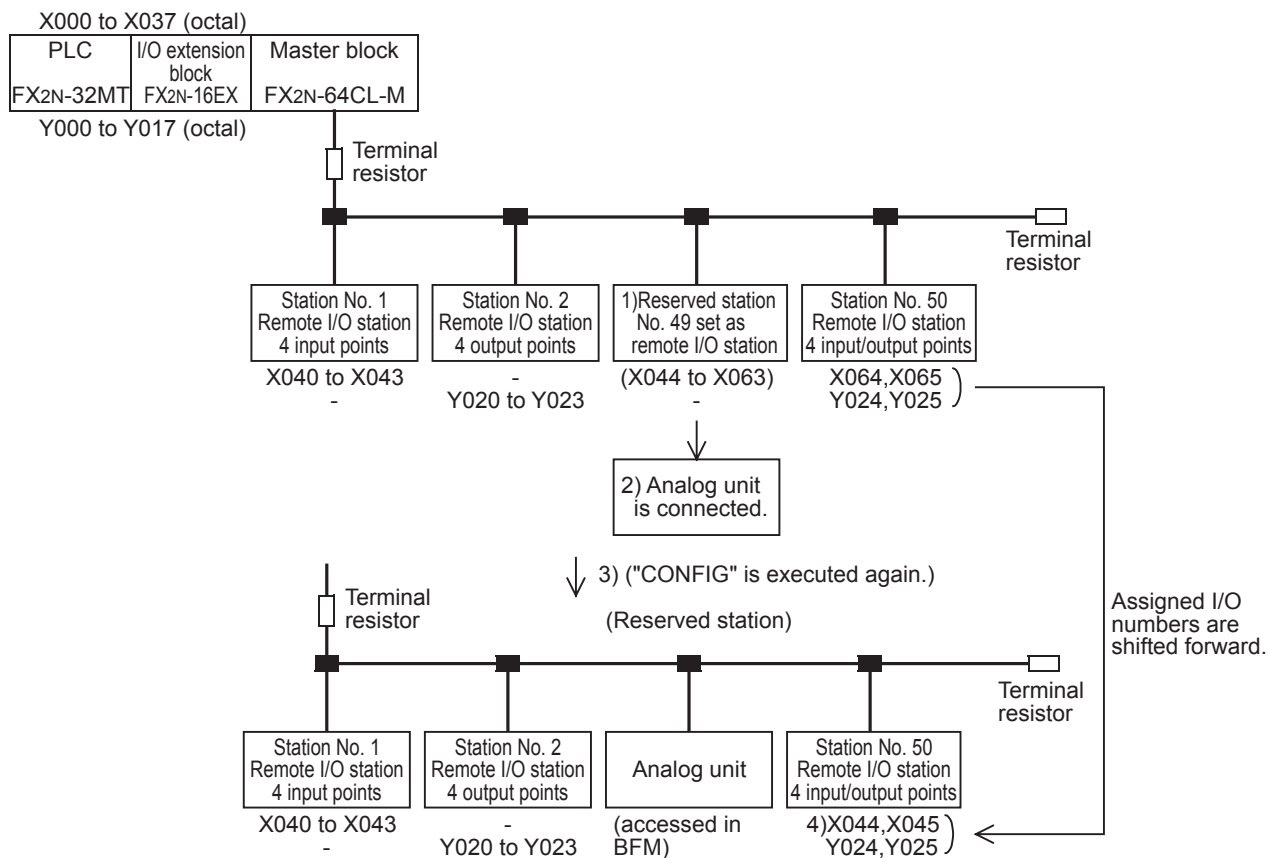 X000 to X037 (octal)
PLC
FX2N-32MT
I/O extension
block
FX2N-16EX
Master block
FX2N-64CL-M
Y000 to Y017 (octal)
Terminal
resistor
Terminal
resistor
Station No. 1
Remote I/O station
4 input points
X040 to X043
-
Station No. 2
Remote I/O station
4 output points
-
Y020 to Y023
1)Reserved station
No. 49 set as
remote I/O station
(X044 to X063)
-
Station No. 50
Remote I/O station
4 input/output points
X064,X065
Y024,Y025
2) Analog unit
is connected.
3) ("CONFIG" is executed again.)
(Reserved station)
Assigned I/O
numbers are
shifted forward.
Terminal
resistor
Terminal
resistor
Station No. 1
Remote I/O station
4 input points
X040 to X043
-
Station No. 2
Remote I/O station
4 output points
-
Y020 to Y023
Analog unit
(accessed in
BFM)
Station No. 50
Remote I/O station
4 input/output points
4)X044,X045
Y024,Y025